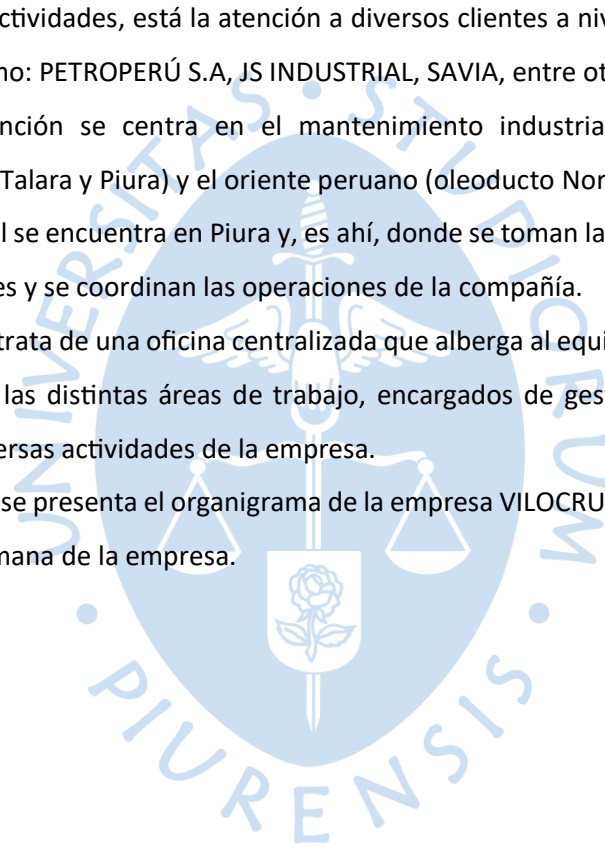 ctividades, está la atención a diversos clientes a niv
no: PETROPERÚ S.A, JS INDUSTRIAL, SAVIA, entre ot
nción se centra en el mantenimiento industria
Talara y Piura) y el oriente peruano (oleoducto Nor
l se encuentra en Piura y, es ahí, donde se toman la
es y se coordinan las operaciones de la compañía.
trata de una oficina centralizada que alberga al equi
las distintas áreas de trabajo, encargados de ges
ersas actividades de la empresa.
se presenta el organigrama de la empresa VILOCRU
mana de la empresa.
UNIVERSITAS • STUDIORUM • PIURENSIS •